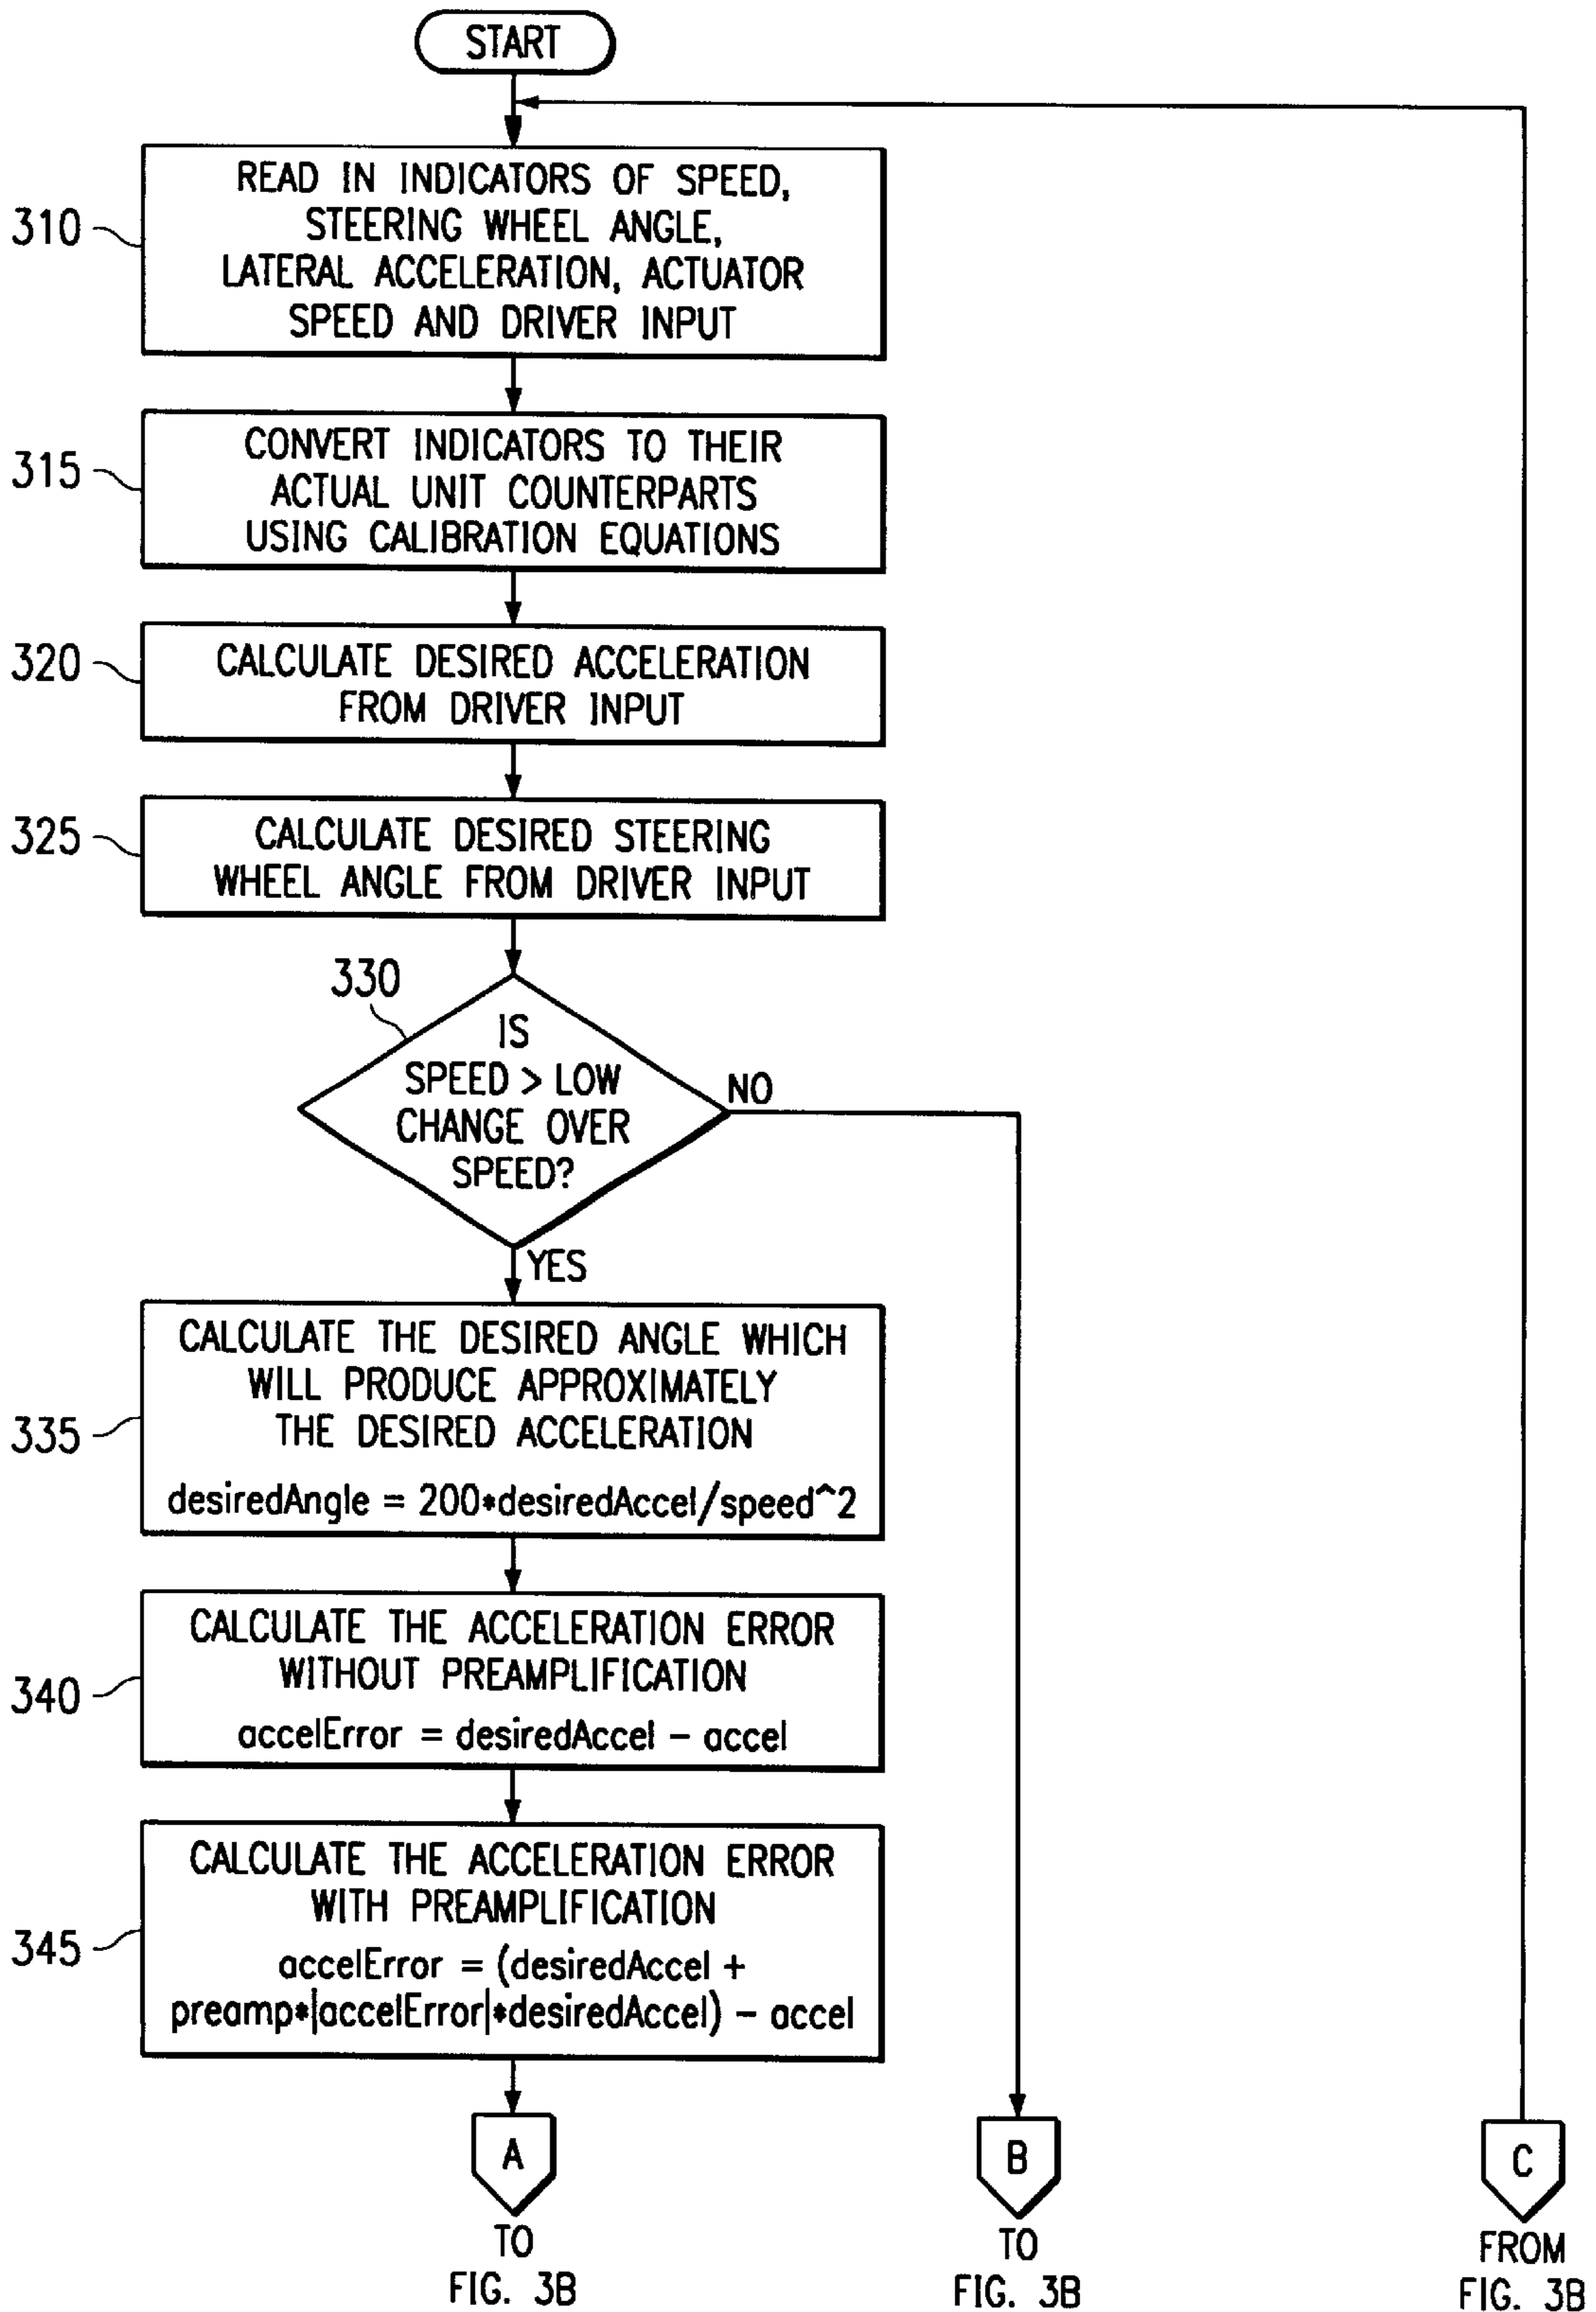 START
310
READ IN INDICATORS OF SPEED,
STEERING WHEEL ANGLE,
LATERAL ACCELERATION, ACTUATOR
SPEED AND DRIVER INPUT
315
CONVERT INDICATORS TO THEIR
ACTUAL UNIT COUNTERPARTS
USING CALIBRATION EQUATIONS
320
CALCULATE DESIRED ACCELERATION
FROM DRIVER INPUT
325
CALCULATE DESIRED STEERING
WHEEL ANGLE FROM DRIVER INPUT
330
IS
SPEED > LOW
CHANGE OVER
SPEED?
NO
YES
335
CALCULATE THE DESIRED ANGLE WHICH
WILL PRODUCE APPROXIMATELY
THE DESIRED ACCELERATION
desiredAngle = 200*desiredAccel/speed^2
340
CALCULATE THE ACCELERATION ERROR
WITHOUT PREAMPLIFICATION
accelError = desiredAccel - accel
345
CALCULATE THE ACCELERATION ERROR
WITH PREAMPLIFICATION
accelError = (desiredAccel +
preamp*|accelError|*desiredAccel) - accel
A
TO
FIG. 3B
B
TO
FIG. 3B
C
FROM
FIG. 3B